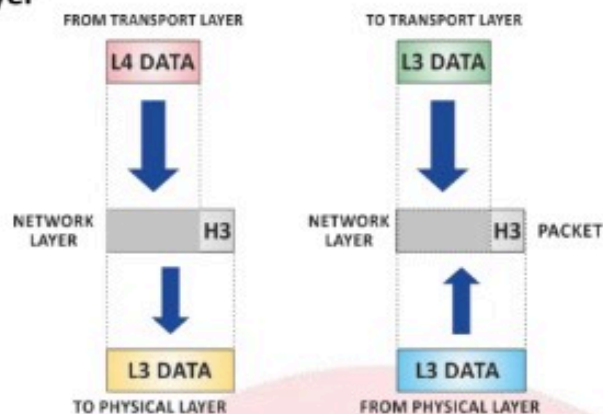 FROM TRANSPORT LAYER
L4 DATA
NETWORK
LAYER
H3
L3 DATA
TO PHYSICAL LAYER
TO TRANSPORT LAYER
L3 DATA
NETWORK
LAYER
H3
PACKET
L3 DATA
FROM PHYSICAL LAYER